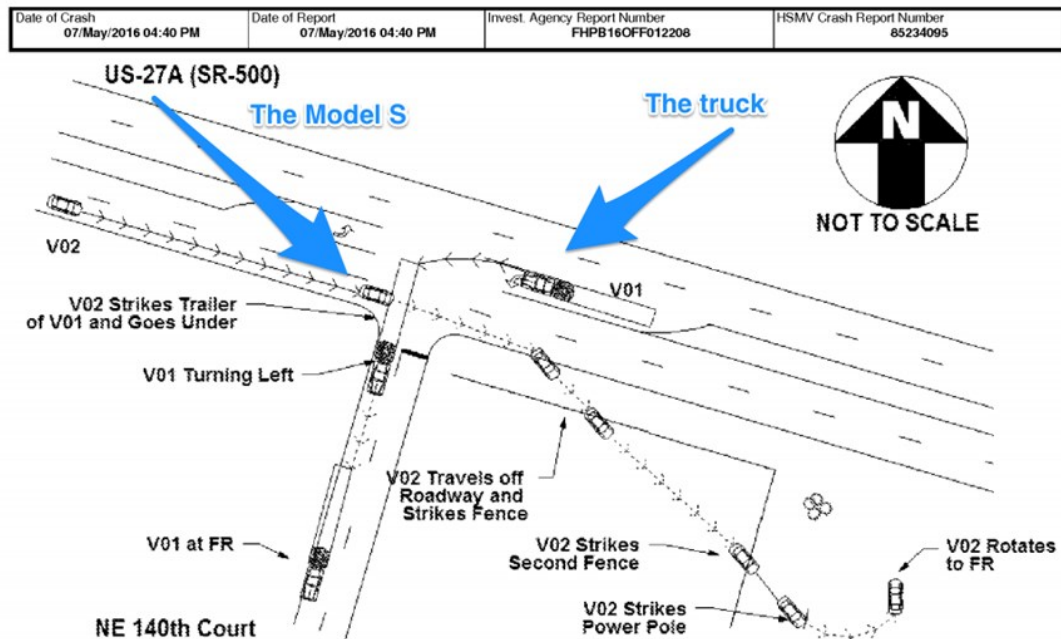 Date of Crash
07/May/2016 04:40 PM
Date of Report
07/May/2016 04:40 PM
Invest. Agency Report Number
FHPB16OFF012208
HSMV Crash Report Number
85234095
US-27A (SR-500)
The Model S
The truck
N
NOT TO SCALE
V02
V01
V02 Strikes Trailer
of V01 and Goes Under
V01 Turning Left
V02 Travels off
Roadway and
Strikes Fence
V01 at FR
V02 Strikes
Second Fence
V02 Rotates
to FR
V02 Strikes
Power Pole
NE 140th Court